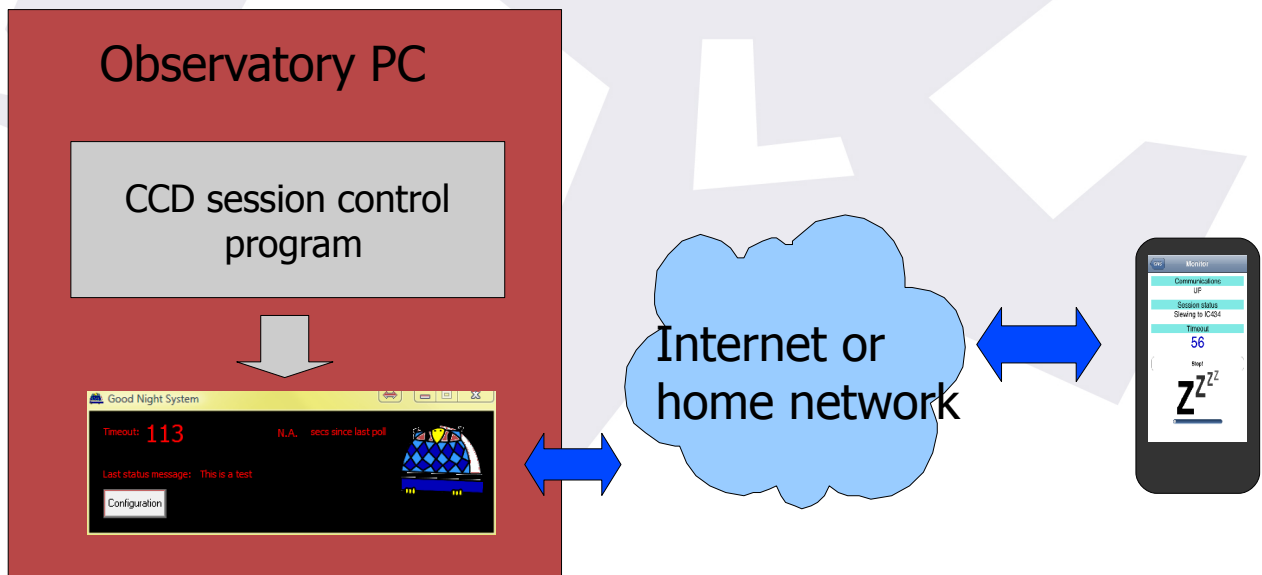 Observatory PC
CCD session control
program
Good Night System
Timeout: 113
N.A. secs since last poll
Last status message: This is a test
Configuration
Internet or
home network
Monitor
Communications
UP
Session status
Slewing to IC434
Timeout
56
Stop!
zzzz